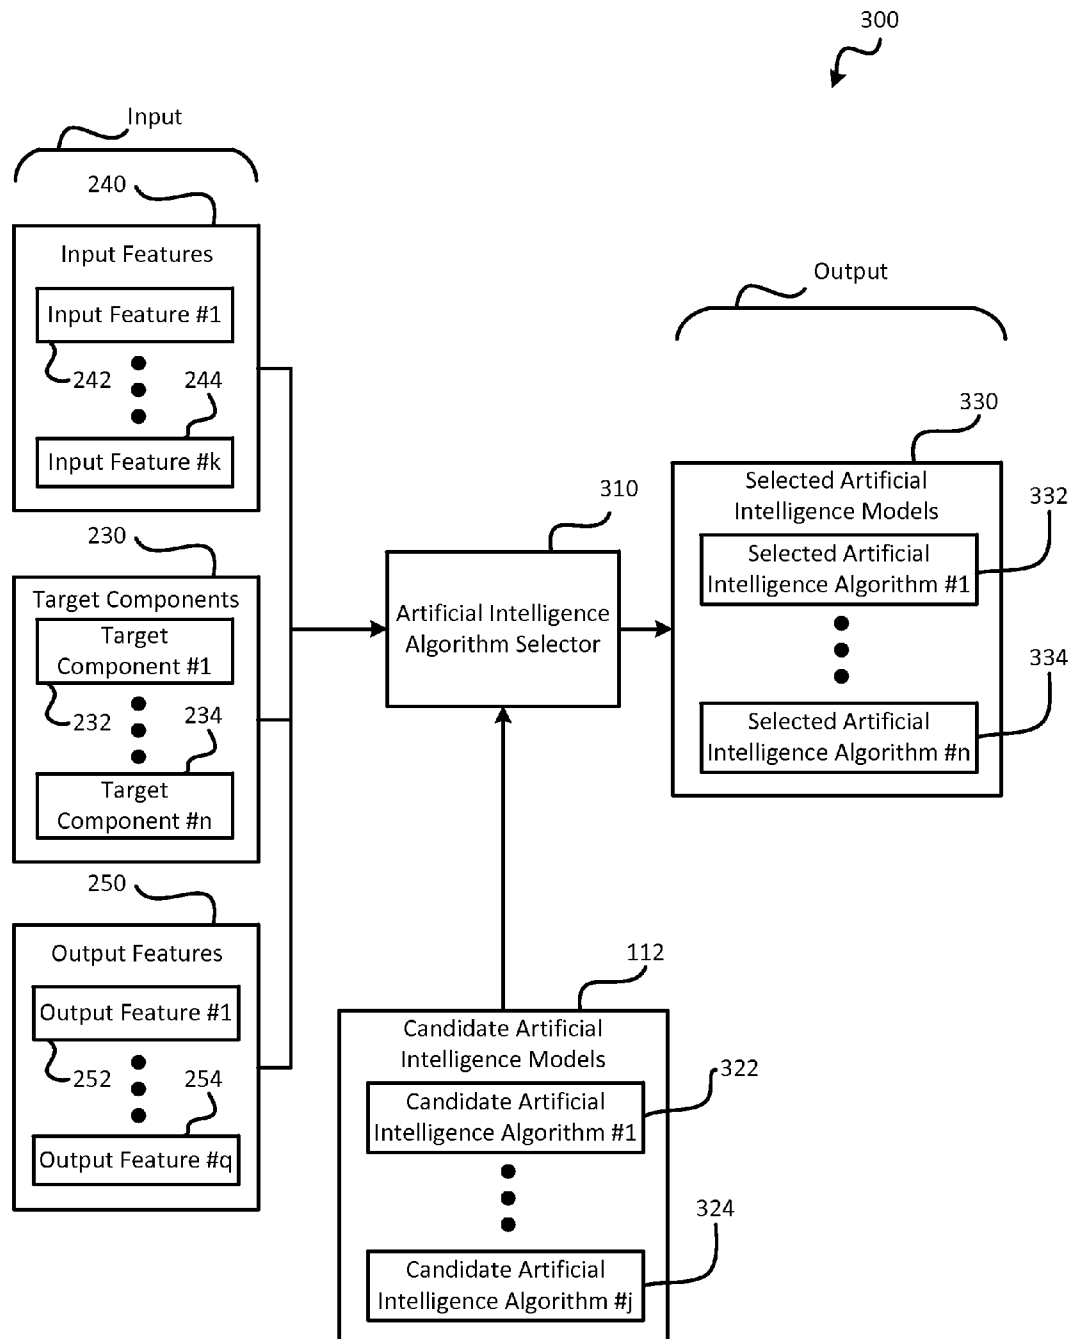 300
Input
240
Input Features
Input Feature #1
242
244
Input Feature #k
230
Target Components
Target
Component #1
232
234
Target
Component #n
250
Output Features
Output Feature #1
252
254
Output Feature #q
310
Artificial Intelligence
Algorithm Selector
Output
330
Selected Artificial
Intelligence Models
332
Selected Artificial
Intelligence Algorithm #1
334
Selected Artificial
Intelligence Algorithm #n
112
Candidate Artificial
Intelligence Models
322
Candidate Artificial
Intelligence Algorithm #1
324
Candidate Artificial
Intelligence Algorithm #j